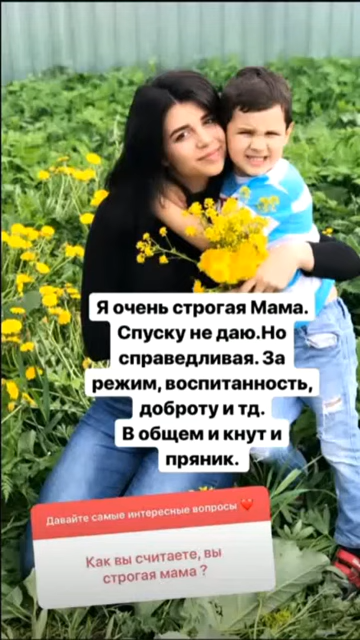 Я очень строгая Мама.
Спуску не даю.Но
справедливая. За
режим, воспитанность,
доброту и тд.
В общем и кнут и
пряник.
Давайте самые интересные вопросы ❤️
Как вы считаете, вы
строгая мама ?